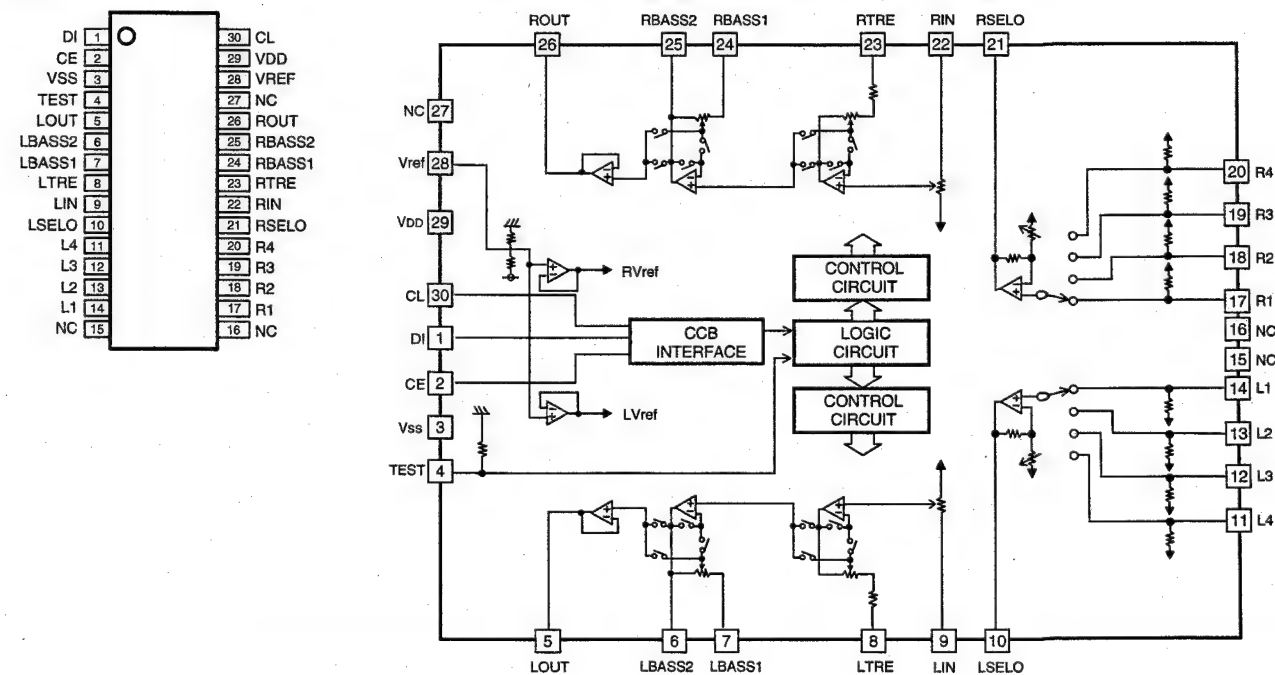 DI 1
CE 2
VSS 3
TEST 4
LOUT 5
LBASS2 6
LBASS1 7
LTRE 8
LIN 9
LSELO 10
L4 11
L3 12
L2 13
L1 14
NC 15
30 CL
29 VDD
28 VREF
27 NC
26 ROUT
25 RBASS2
24 RBASS1
23 RTRE
22 RIN
21 RSELO
20 R4
19 R3
18 R2
17 R1
16 NC
ROUT RBASS2 RBASS1 RTRE RIN RSELO
26 25 24 23 22 21
NC 27
Vref 28
VDD 29
CL 30
DI 1
CE 2
Vss 3
TEST 4
RVref
LVref
CCB
INTERFACE
CONTROL
CIRCUIT
LOGIC
CIRCUIT
CONTROL
CIRCUIT
20 R4
19 R3
18 R2
17 R1
16 NC
15 NC
14 L1
13 L2
12 L3
11 L4
5 6 7 8 9 10
LOUT LBASS2 LBASS1 LTRE LIN LSELO